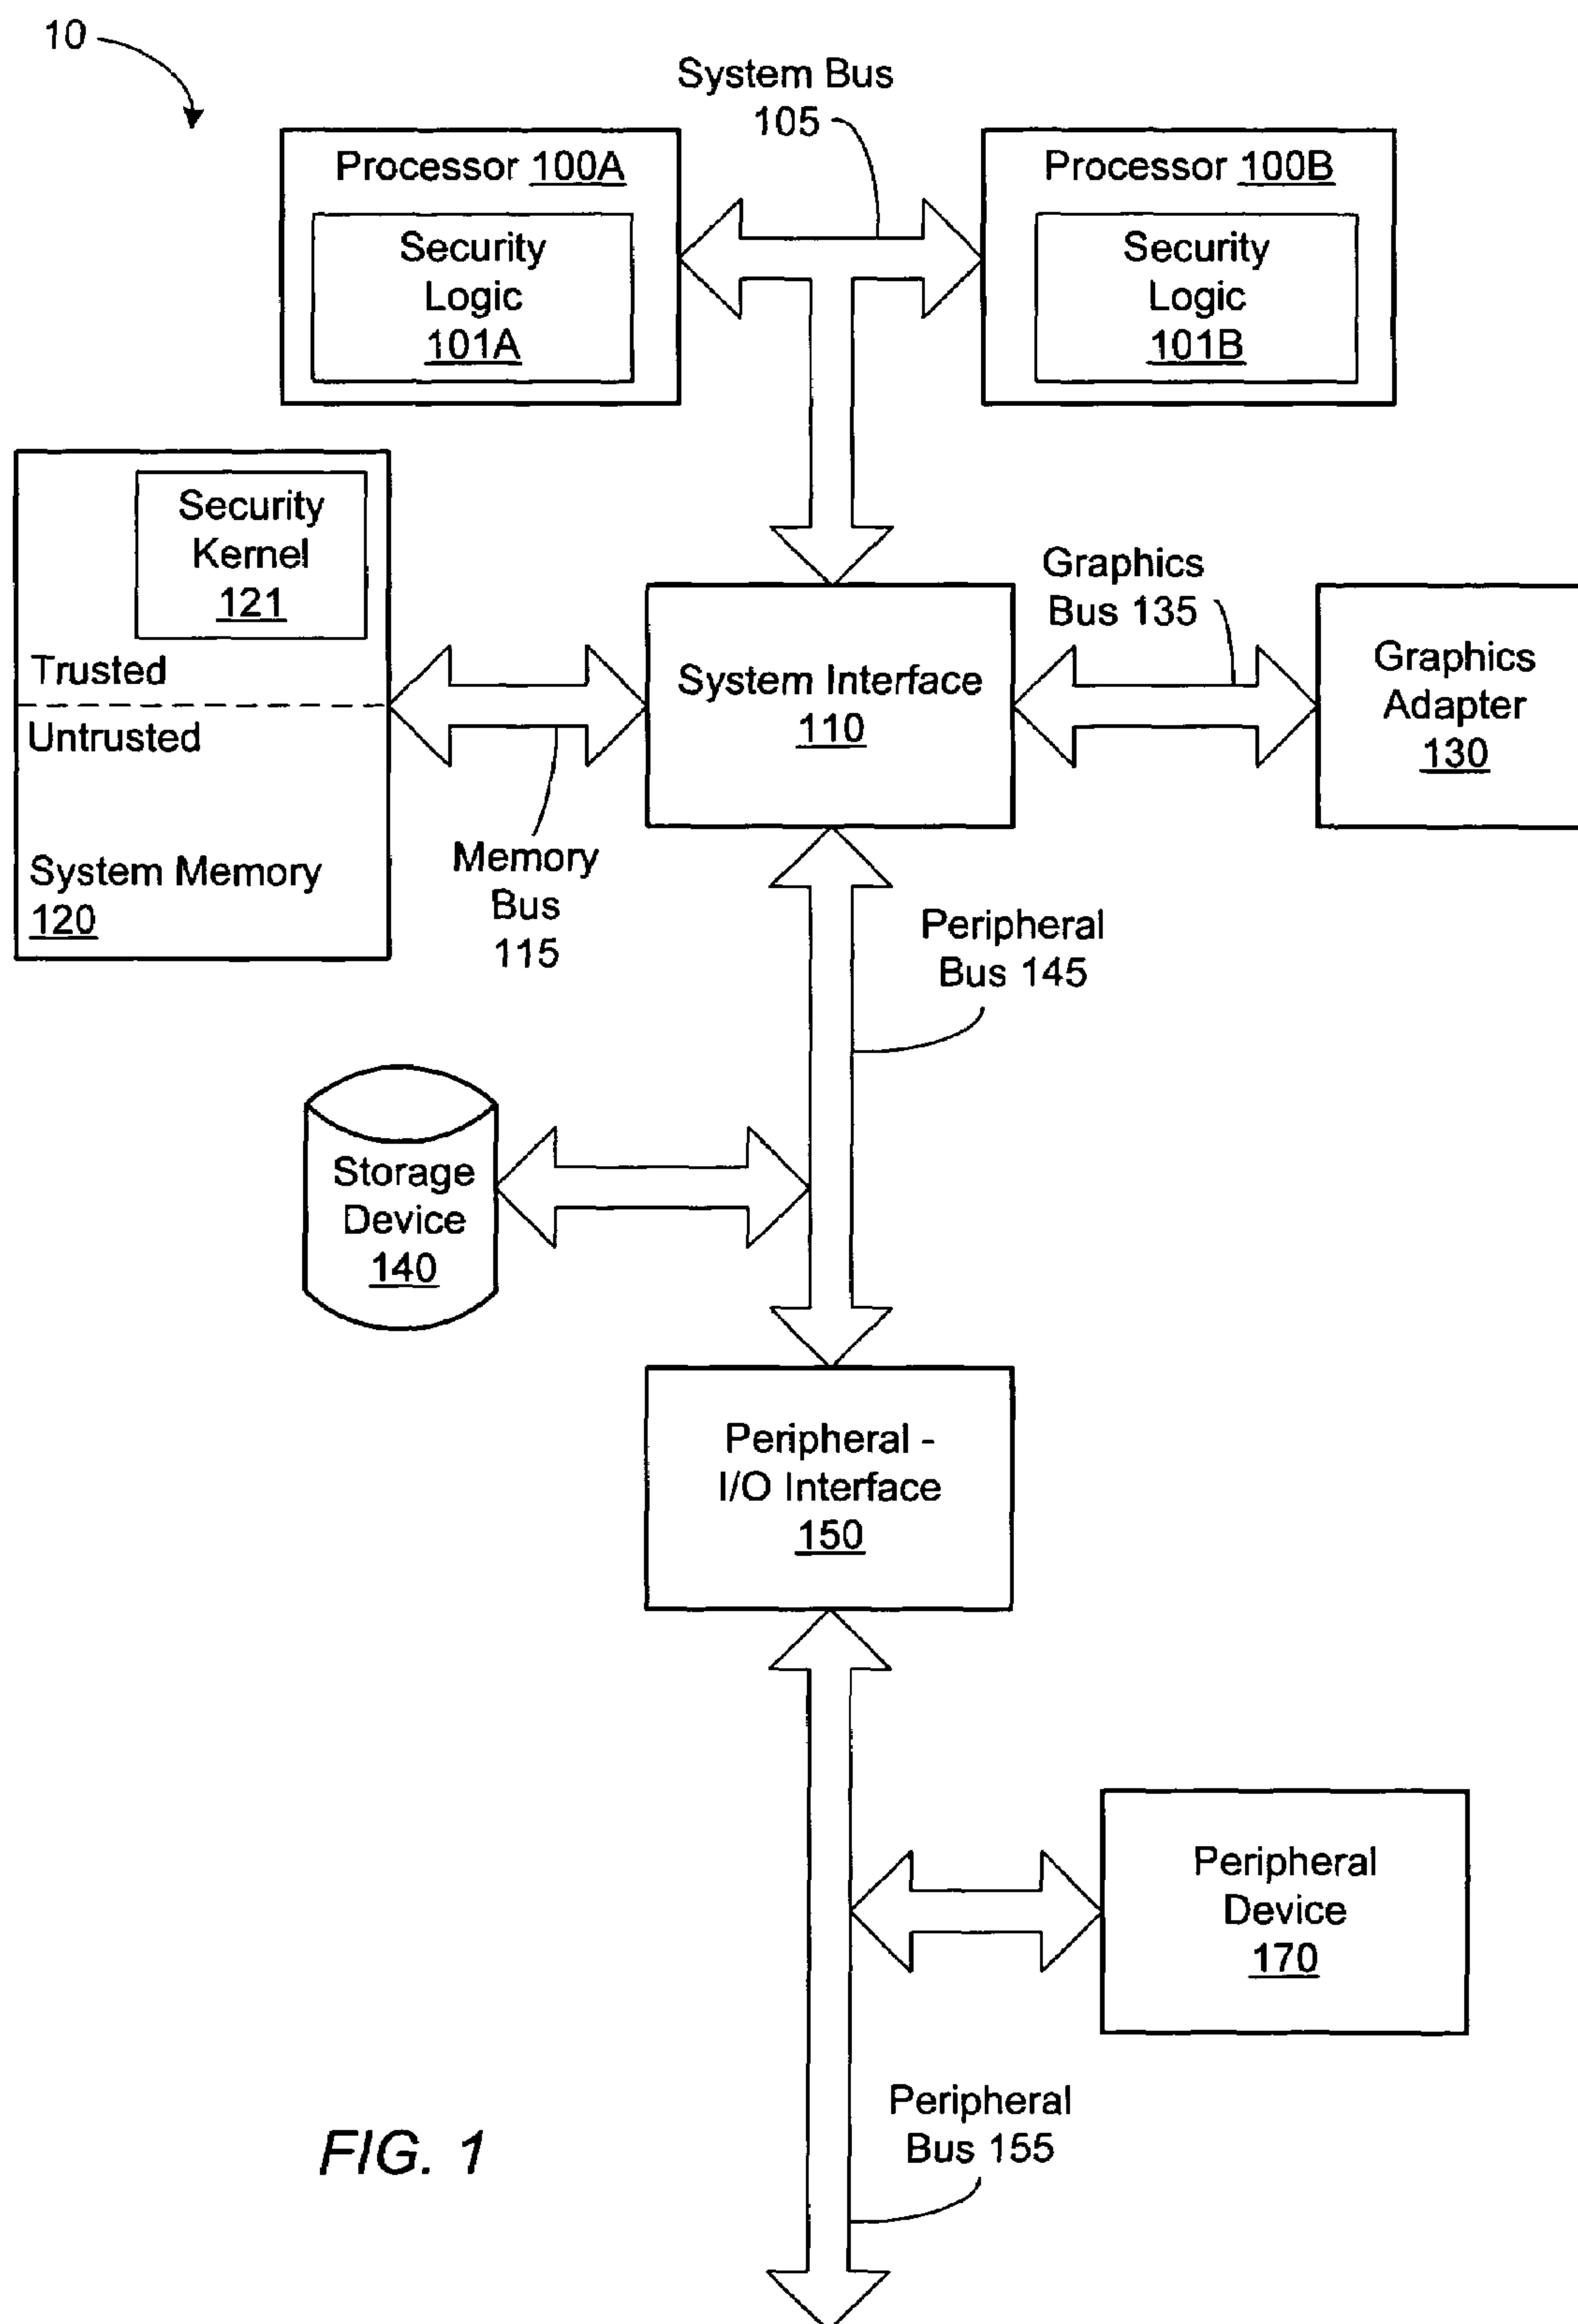 10
System Bus
105
Processor 100A
Security
Logic
101A
Processor 100B
Security
Logic
101B
Security
Kernel
121
Trusted
Untrusted
System Memory
120
Memory
Bus
115
System Interface
110
Graphics
Bus 135
Graphics
Adapter
130
Peripheral
Bus 145
Storage
Device
140
Peripheral -
I/O Interface
150
Peripheral
Device
170
Peripheral
Bus 155
FIG. 1